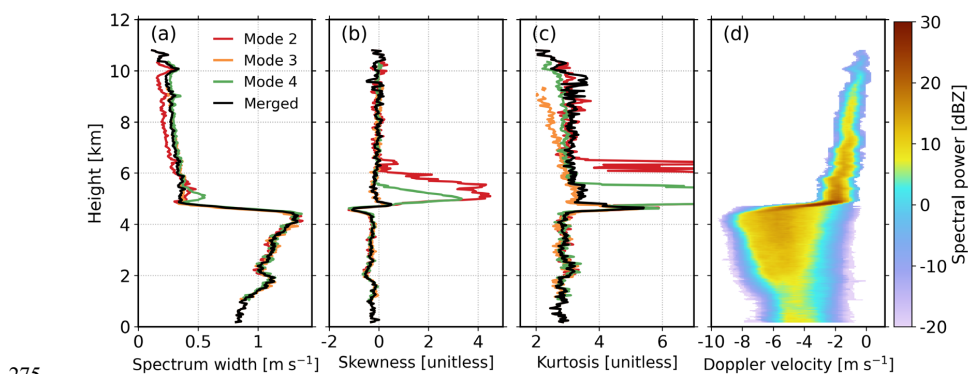 (a) (b) (c) (d)
Mode 2
Mode 3
Mode 4
Merged
Height [km]
12
10
8
6
4
2
0
0 0.5 1
Spectrum width [m s⁻¹]
-2 0 2 4
Skewness [unitless]
2 4 6
Kurtosis [unitless]
-10 -8 -6 -4 -2 0
Doppler velocity [m s⁻¹]
30
20
10
0
-10
-20
Spectral power [dBZ]